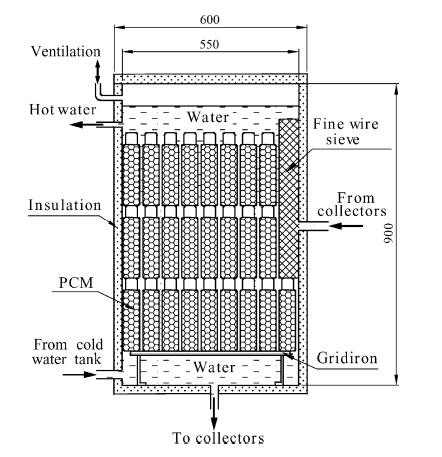 600
550
Ventilation
Hot water
Water
Fine wire
sieve
Insulation
From
collectors
900
PCM
From cold
water tank
Water
Gridiron
To collectors